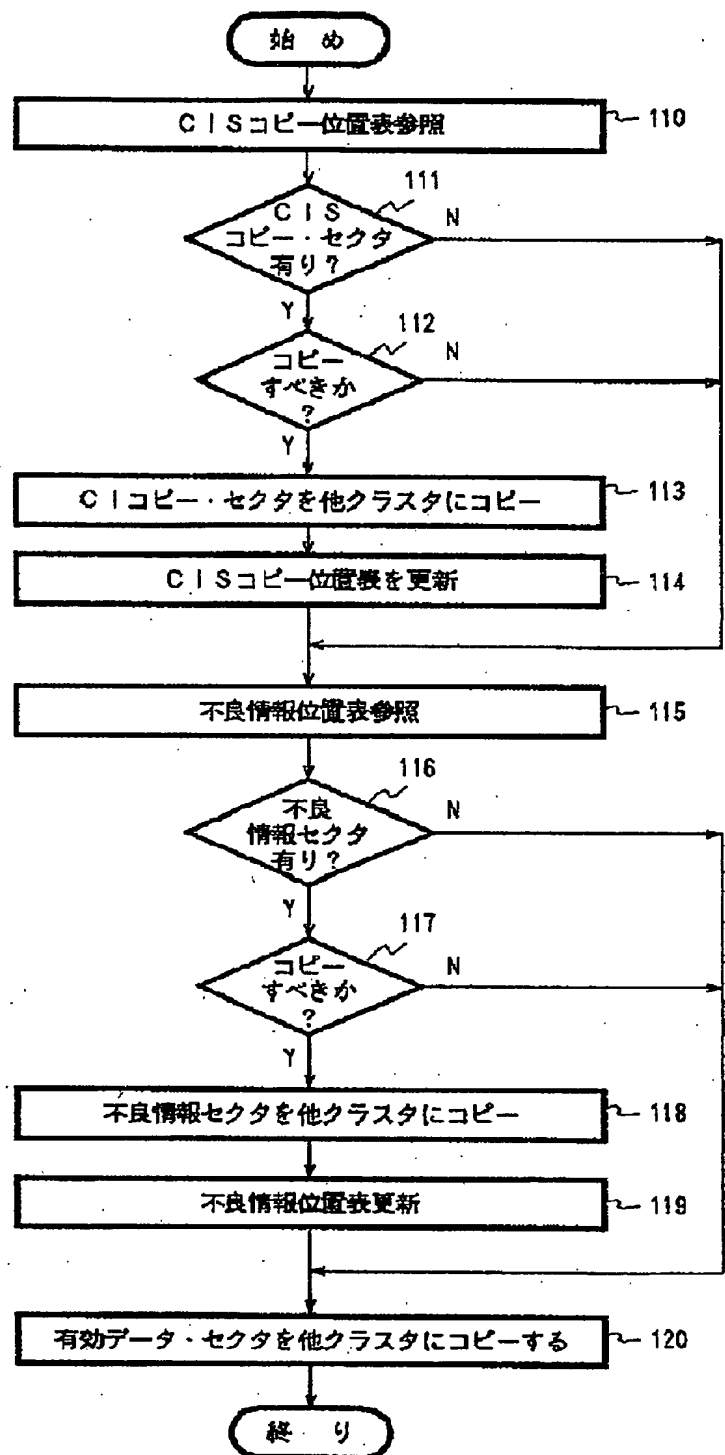 始 め
CISコピー位置表参照
110
111
CIS
コピー・セクタ
有り?
N
Y
112
コピー
すべきか
?
N
Y
CIコピー・セクタを他クラスタにコピー
113
CISコピー位置表を更新
114
不良情報位置表参照
115
116
不良
情報セクタ
有り?
N
Y
117
コピー
すべきか
?
N
Y
不良情報セクタを他クラスタにコピー
118
不良情報位置表更新
119
有効データ・セクタを他クラスタにコピーする
120
終 り